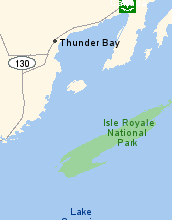 Thunder Bay
130
Isle Royale
National
Park
Lake